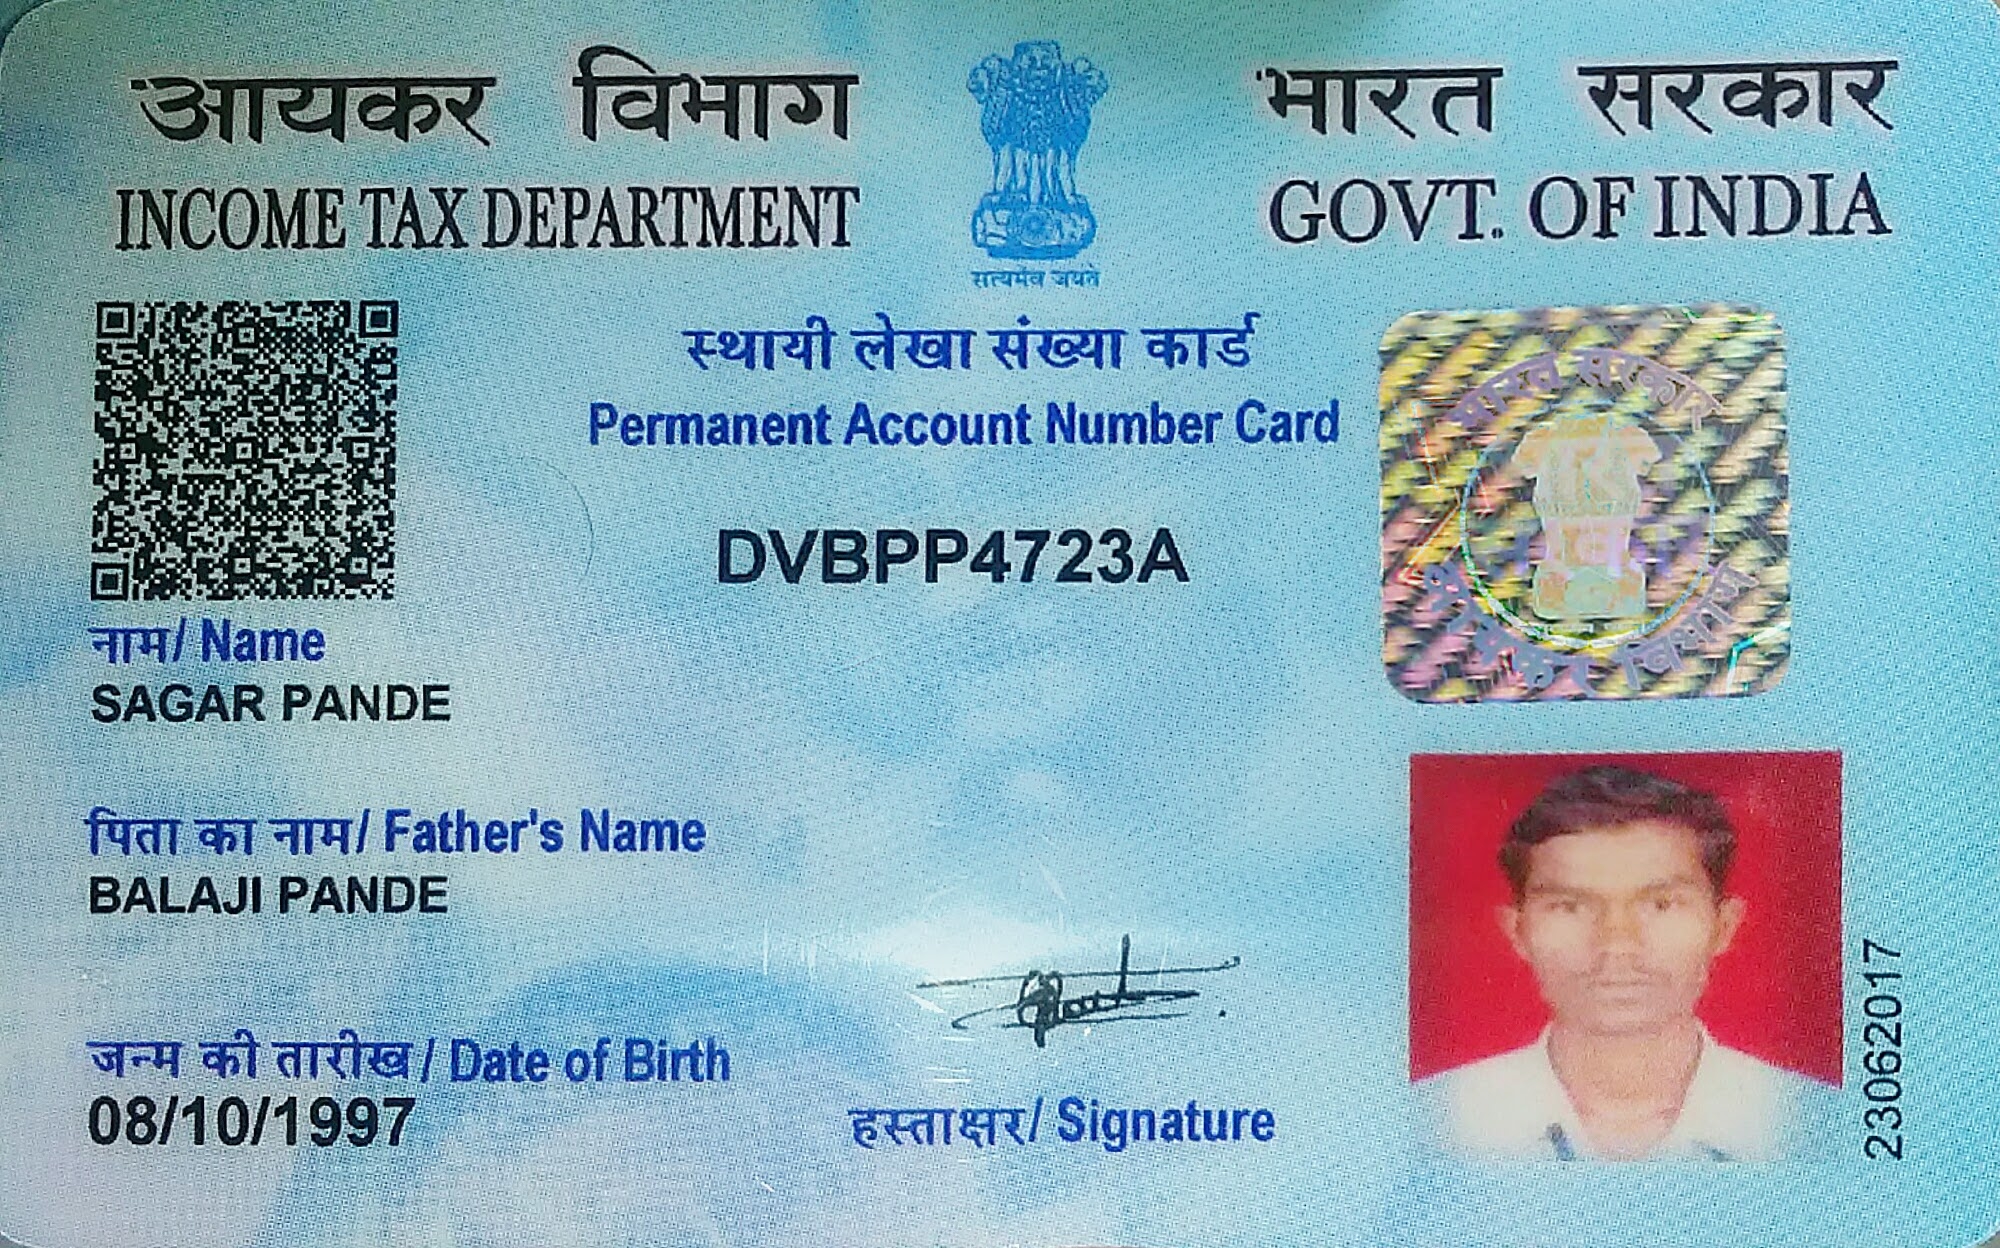 आयकर विभाग
INCOME TAX DEPARTMENT
सत्यमेव जयते
भारत सरकार
GOVT. OF INDIA
स्थायी लेखा संख्या कार्ड
Permanent Account Number Card
DVBPP4723A
भारत सरकार
आयकर विभाग
नाम/ Name
SAGAR PANDE
पिता का नाम/ Father's Name
BALAJI PANDE
जन्म की तारीख/ Date of Birth
08/10/1997
हस्ताक्षर/ Signature
23062017